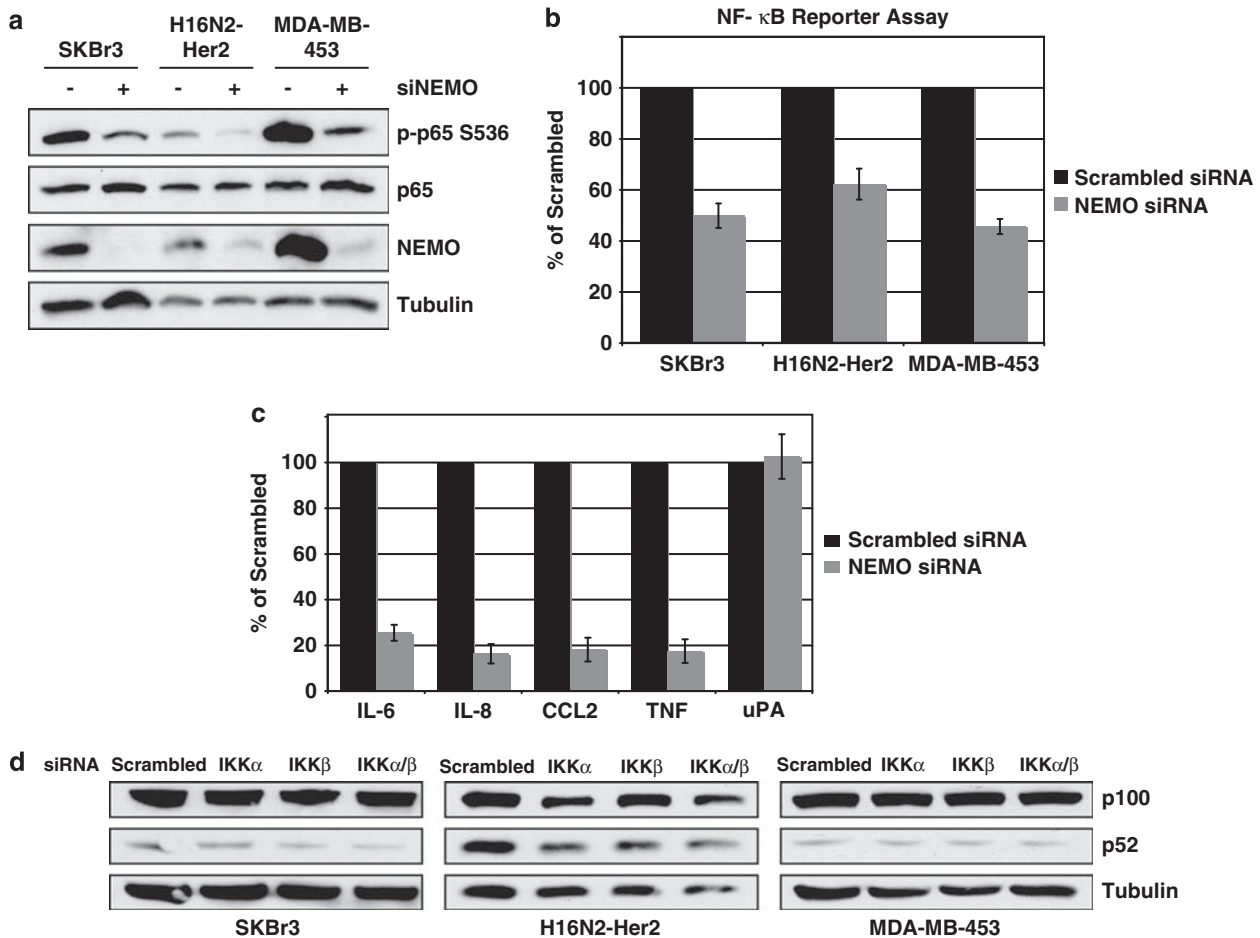 a
SKBr3
H16N2-
Her2
MDA-MB-
453
- + - + - + siNEMO
p-p65 S536
p65
NEMO
Tubulin
b
NF- κB Reporter Assay
% of Scrambled
100
80
60
40
20
0
SKBr3 H16N2-Her2 MDA-MB-453
Scrambled siRNA
NEMO siRNA
c
% of Scrambled
100
80
60
40
20
0
IL-6 IL-8 CCL2 TNF uPA
Scrambled siRNA
NEMO siRNA
d siRNA Scrambled IKKα IKKβ IKKα/β Scrambled IKKα IKKβ IKKα/β Scrambled IKKα IKKβ IKKα/β
p100
p52
Tubulin
SKBr3 H16N2-Her2 MDA-MB-453